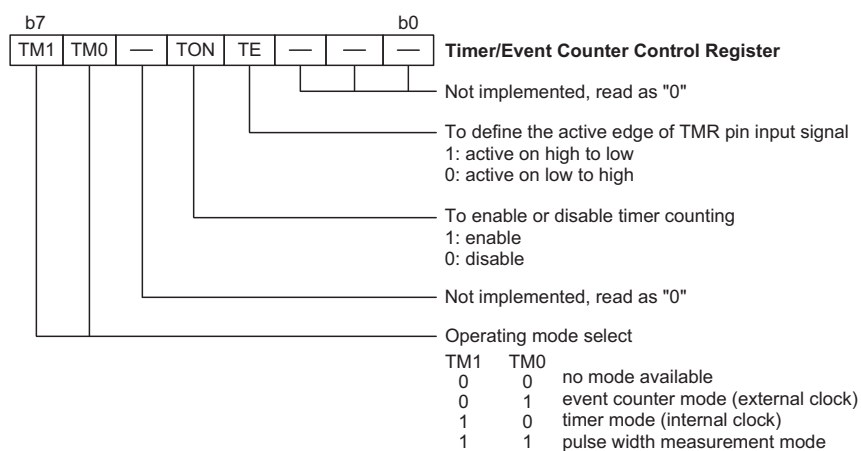 b7 b0
TM1 TM0 — TON TE — — — Timer/Event Counter Control Register
Not implemented, read as "0"
To define the active edge of TMR pin input signal
1: active on high to low
0: active on low to high
To enable or disable timer counting
1: enable
0: disable
Not implemented, read as "0"
Operating mode select
TM1 TM0
0 0 no mode available
0 1 event counter mode (external clock)
1 0 timer mode (internal clock)
1 1 pulse width measurement mode